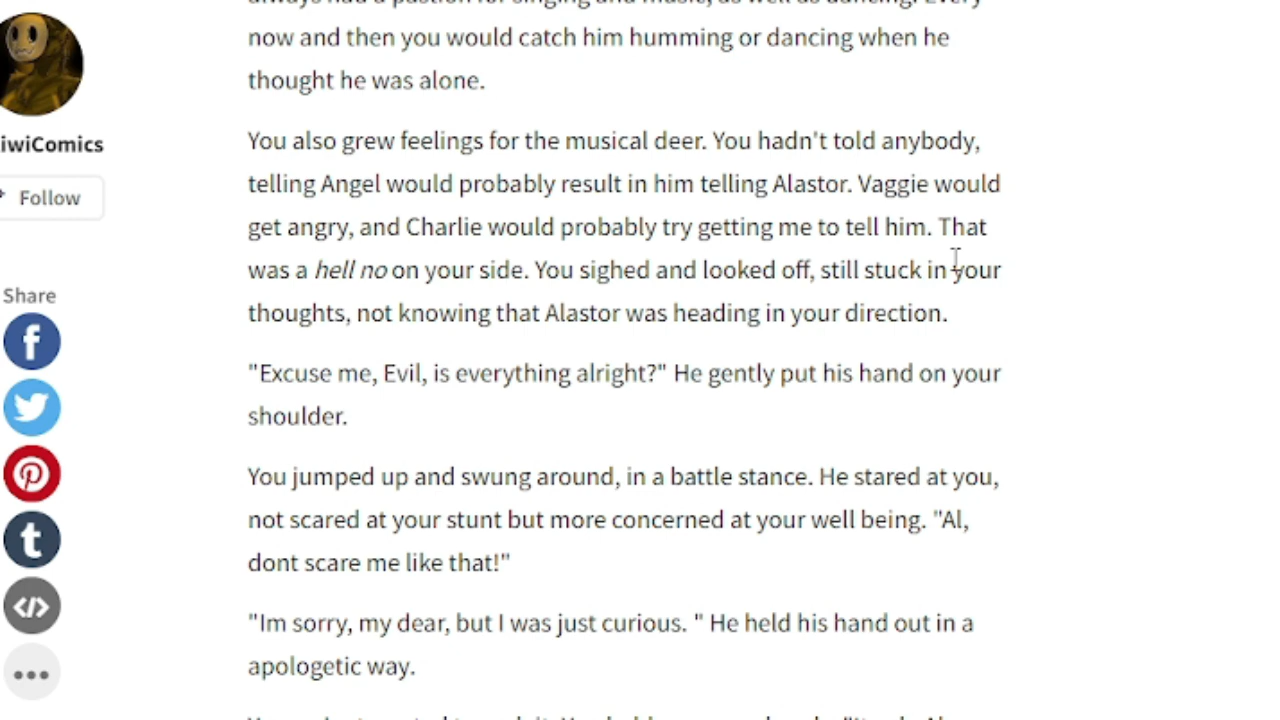 now and then you would catch him humming or dancing when he
thought he was alone.
You also grew feelings for the musical deer. You hadn't told anybody,
telling Angel would probably result in him telling Alastor. Vaggie would
get angry, and Charlie would probably try getting me to tell him. That
was a hell no on your side. You sighed and looked off, still stuck in your
thoughts, not knowing that Alastor was heading in your direction.
"Excuse me, Evil, is everything alright?" He gently put his hand on your
shoulder.
You jumped up and swung around, in a battle stance. He stared at you,
not scared at your stunt but more concerned at your well being. "Al,
dont scare me like that!"
"Im sorry, my dear, but I was just curious. " He held his hand out in a
apologetic way.
iwiComics
Follow
Share
f
t